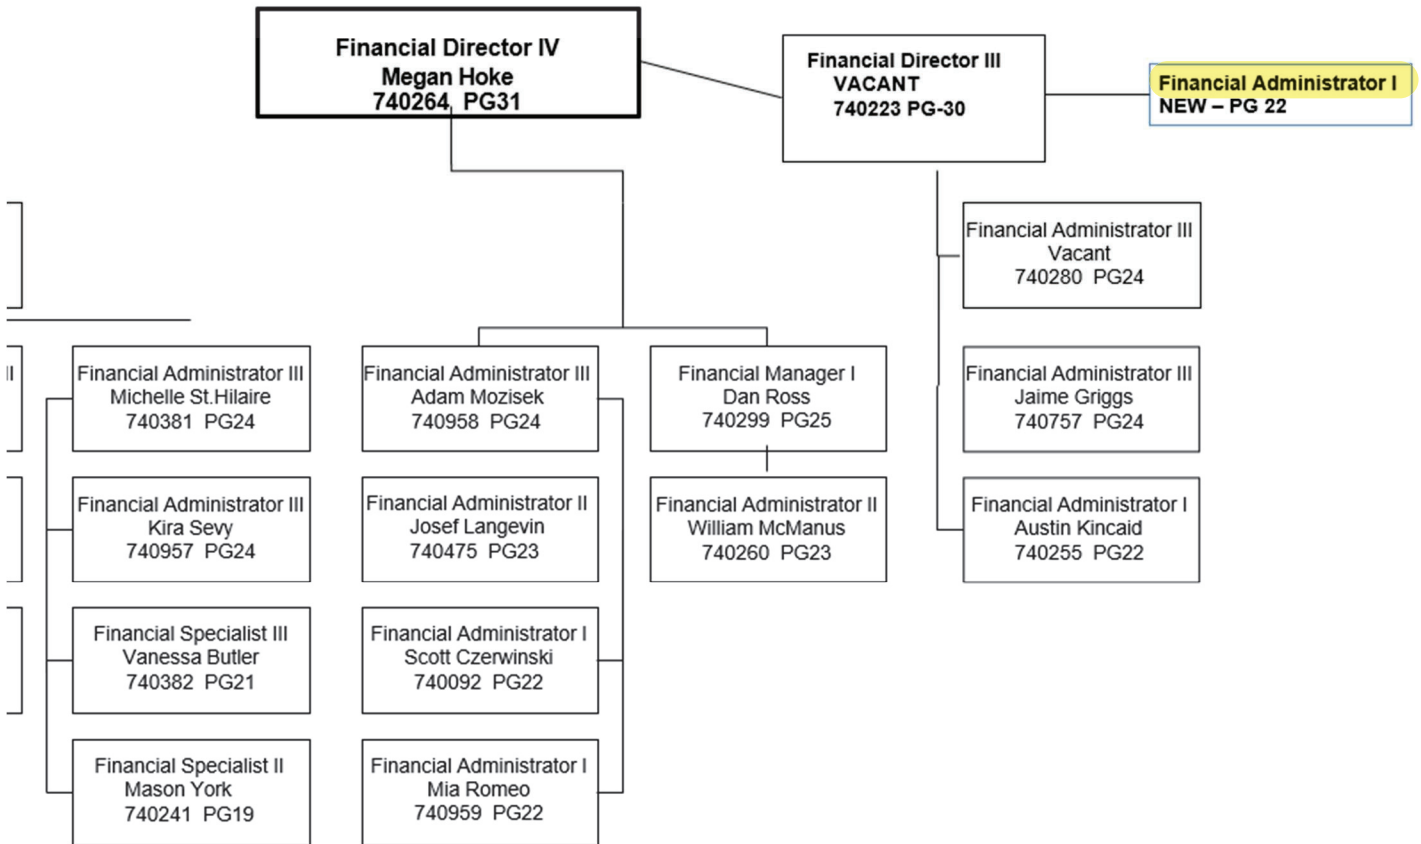 Financial Director IV
Megan Hoke
740264 PG31
Financial Director III
VACANT
740223 PG-30
Financial Administrator I
NEW – PG 22
Financial Administrator III
Vacant
740280 PG24
II
Financial Administrator III
Michelle St.Hilaire
740381 PG24
Financial Administrator III
Adam Mozisek
740958 PG24
Financial Manager I
Dan Ross
740299 PG25
Financial Administrator III
Jaime Griggs
740757 PG24
Financial Administrator III
Kira Sevy
740957 PG24
Financial Administrator II
Josef Langevin
740475 PG23
Financial Administrator II
William McManus
740260 PG23
Financial Administrator I
Austin Kincaid
740255 PG22
Financial Specialist III
Vanessa Butler
740382 PG21
Financial Administrator I
Scott Czerwinski
740092 PG22
Financial Specialist II
Mason York
740241 PG19
Financial Administrator I
Mia Romeo
740959 PG22